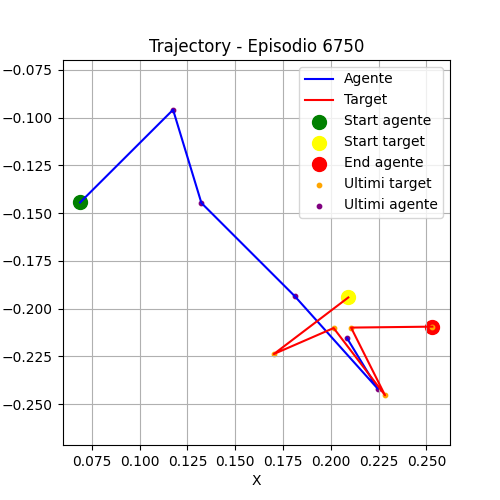 Trajectory - Episodio 6750
Agente
Target
Start agente
Start target
End agente
Ultimi target
Ultimi agente
−0.075
−0.100
−0.125
−0.150
−0.175
−0.200
−0.225
−0.250
0.075 0.100 0.125 0.150 0.175 0.200 0.225 0.250
X